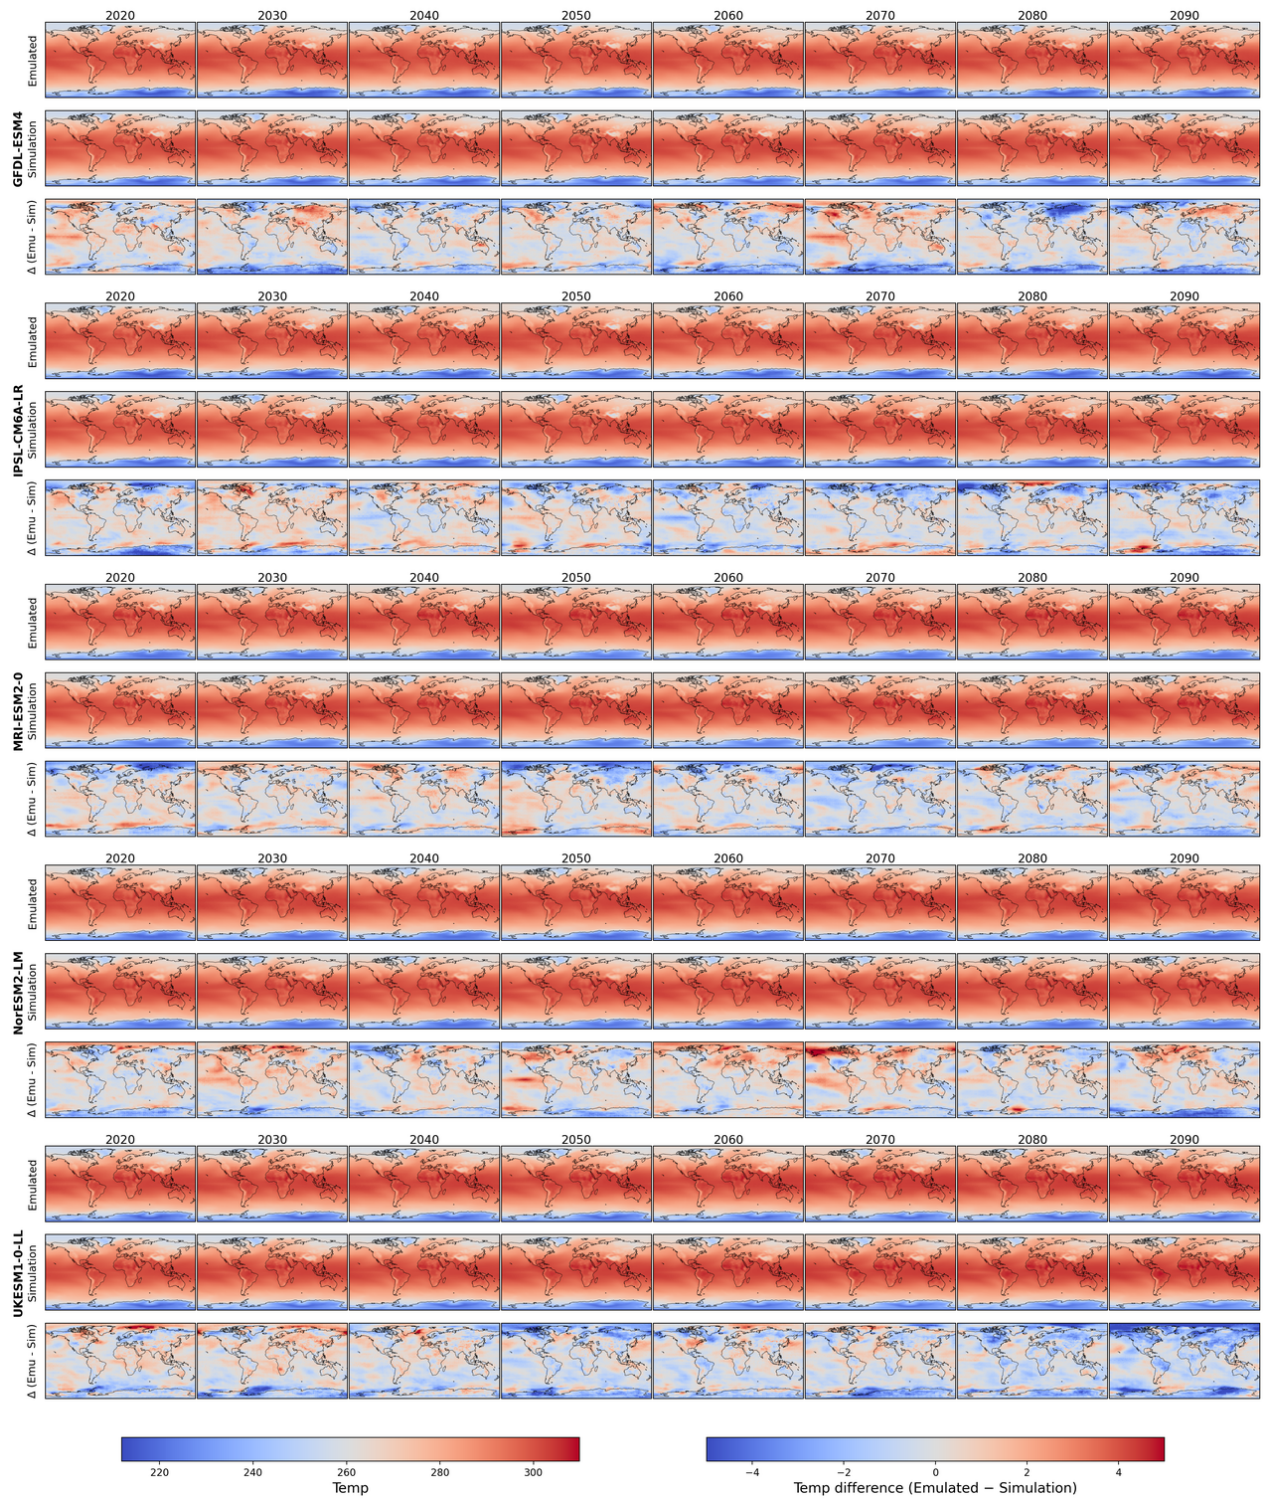 2020 2030 2040 2050 2060 2070 2080 2090
Emulated
GFDL-ESM4
Simulation
Δ (Emu - Sim)
2020 2030 2040 2050 2060 2070 2080 2090
Emulated
IPSL-CM6A-LR
Simulation
Δ (Emu - Sim)
2020 2030 2040 2050 2060 2070 2080 2090
Emulated
MRI-ESM2-0
Simulation
Δ (Emu - Sim)
2020 2030 2040 2050 2060 2070 2080 2090
Emulated
NorESM2-LM
Simulation
Δ (Emu - Sim)
2020 2030 2040 2050 2060 2070 2080 2090
Emulated
UKESM1-0-LL
Simulation
Δ (Emu - Sim)
220 240 260 280 300
Temp
−4 −2 0 2 4
Temp difference (Emulated − Simulation)